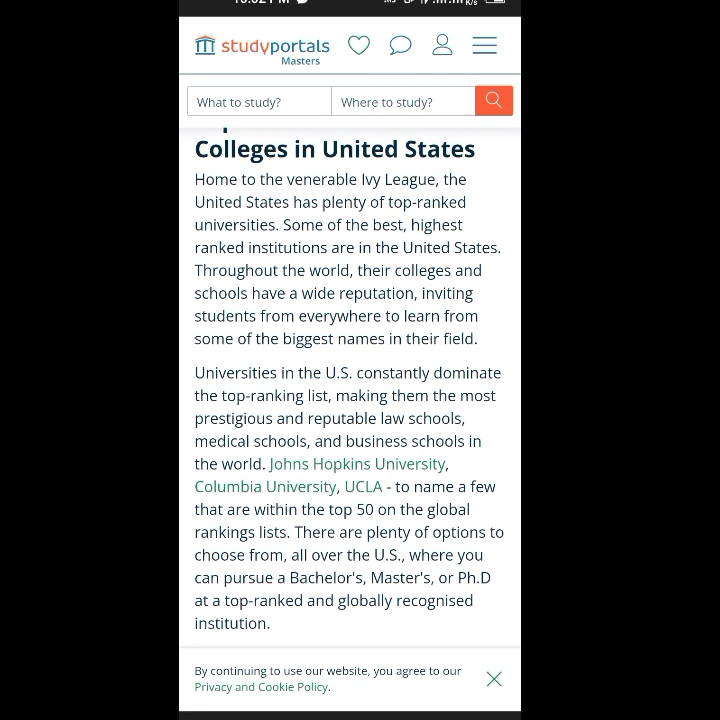 studyportals
Masters
What to study? Where to study?
Colleges in United States
Home to the venerable Ivy League, the
United States has plenty of top-ranked
universities. Some of the best, highest
ranked institutions are in the United States.
Throughout the world, their colleges and
schools have a wide reputation, inviting
students from everywhere to learn from
some of the biggest names in their field.
Universities in the U.S. constantly dominate
the top-ranking list, making them the most
prestigious and reputable law schools,
medical schools, and business schools in
the world. Johns Hopkins University,
Columbia University, UCLA - to name a few
that are within the top 50 on the global
rankings lists. There are plenty of options to
choose from, all over the U.S., where you
can pursue a Bachelor's, Master's, or Ph.D
at a top-ranked and globally recognised
institution.
By continuing to use our website, you agree to our
Privacy and Cookie Policy.